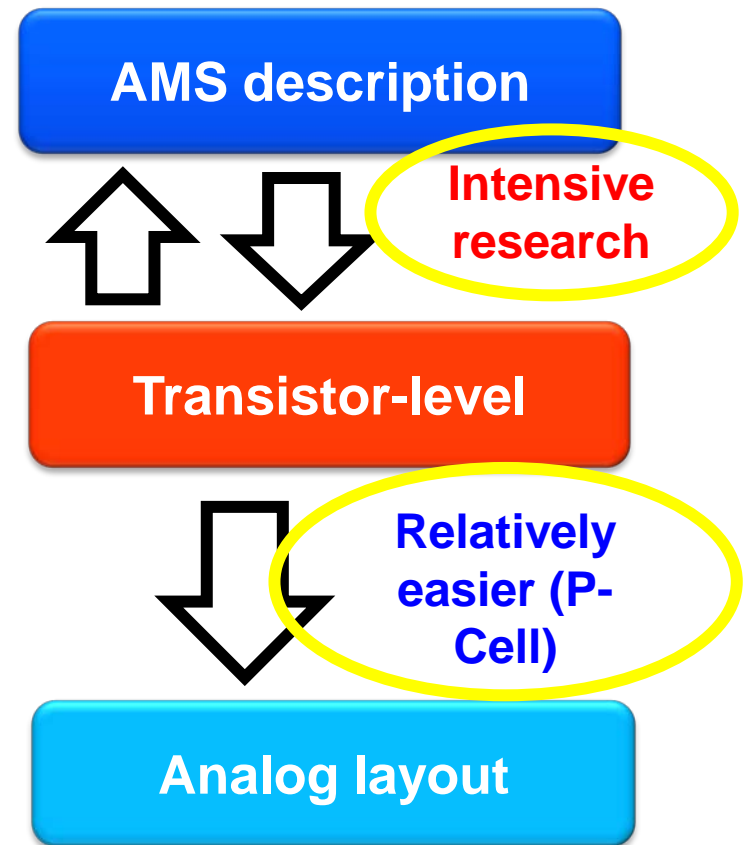 AMS description
Intensive
research
Transistor-level
Relatively
easier (P-
Cell)
Analog layout